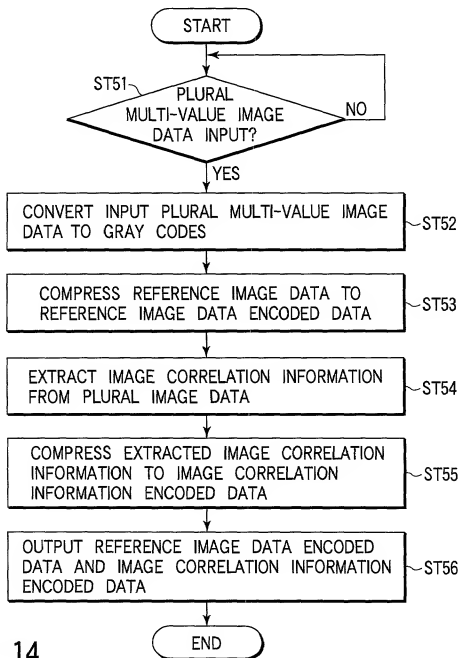 START
ST51
PLURAL
MULTI-VALUE IMAGE
DATA INPUT?
NO
YES
CONVERT INPUT PLURAL MULTI-VALUE IMAGE
DATA TO GRAY CODES
ST52
COMPRESS REFERENCE IMAGE DATA TO
REFERENCE IMAGE DATA ENCODED DATA
ST53
EXTRACT IMAGE CORRELATION INFORMATION
FROM PLURAL IMAGE DATA
ST54
COMPRESS EXTRACTED IMAGE CORRELATION
INFORMATION TO IMAGE CORRELATION
INFORMATION ENCODED DATA
ST55
OUTPUT REFERENCE IMAGE DATA ENCODED
DATA AND IMAGE CORRELATION INFORMATION
ENCODED DATA
ST56
END
14